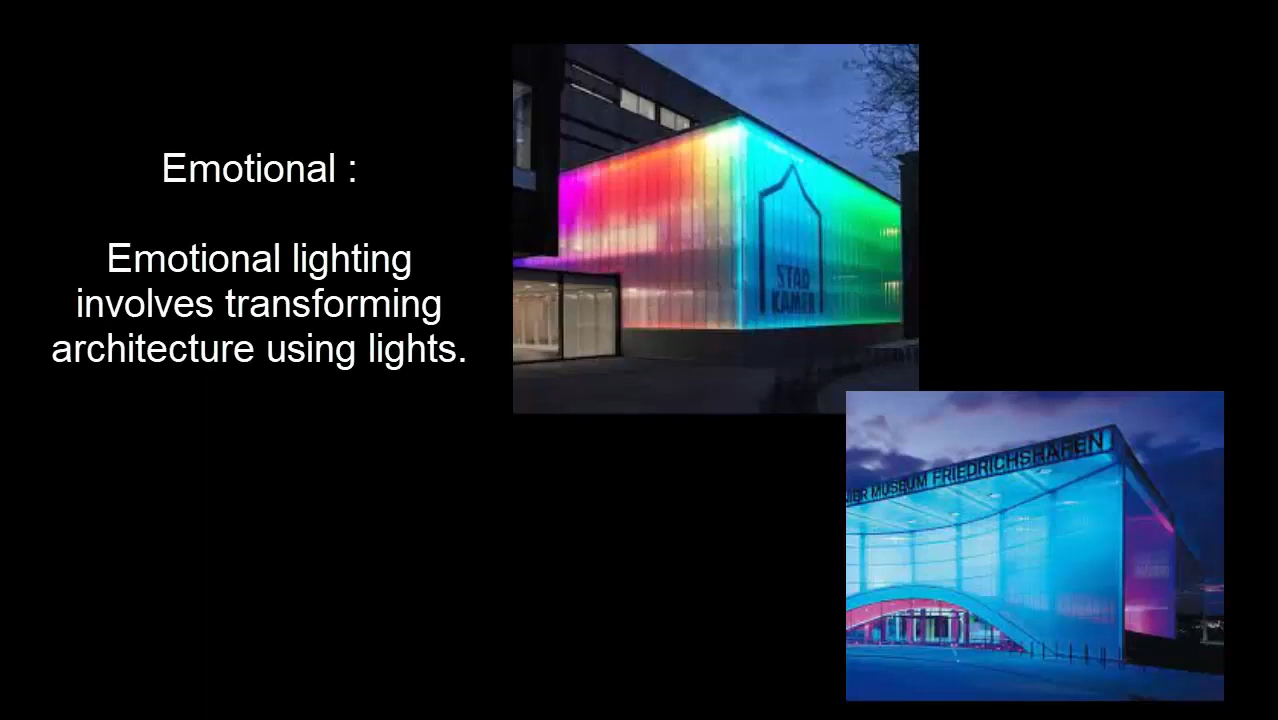 Emotional :
Emotional lighting
involves transforming
architecture using lights.
STAD
KAMER
MUSEUM FRIEDRICHSHAFEN